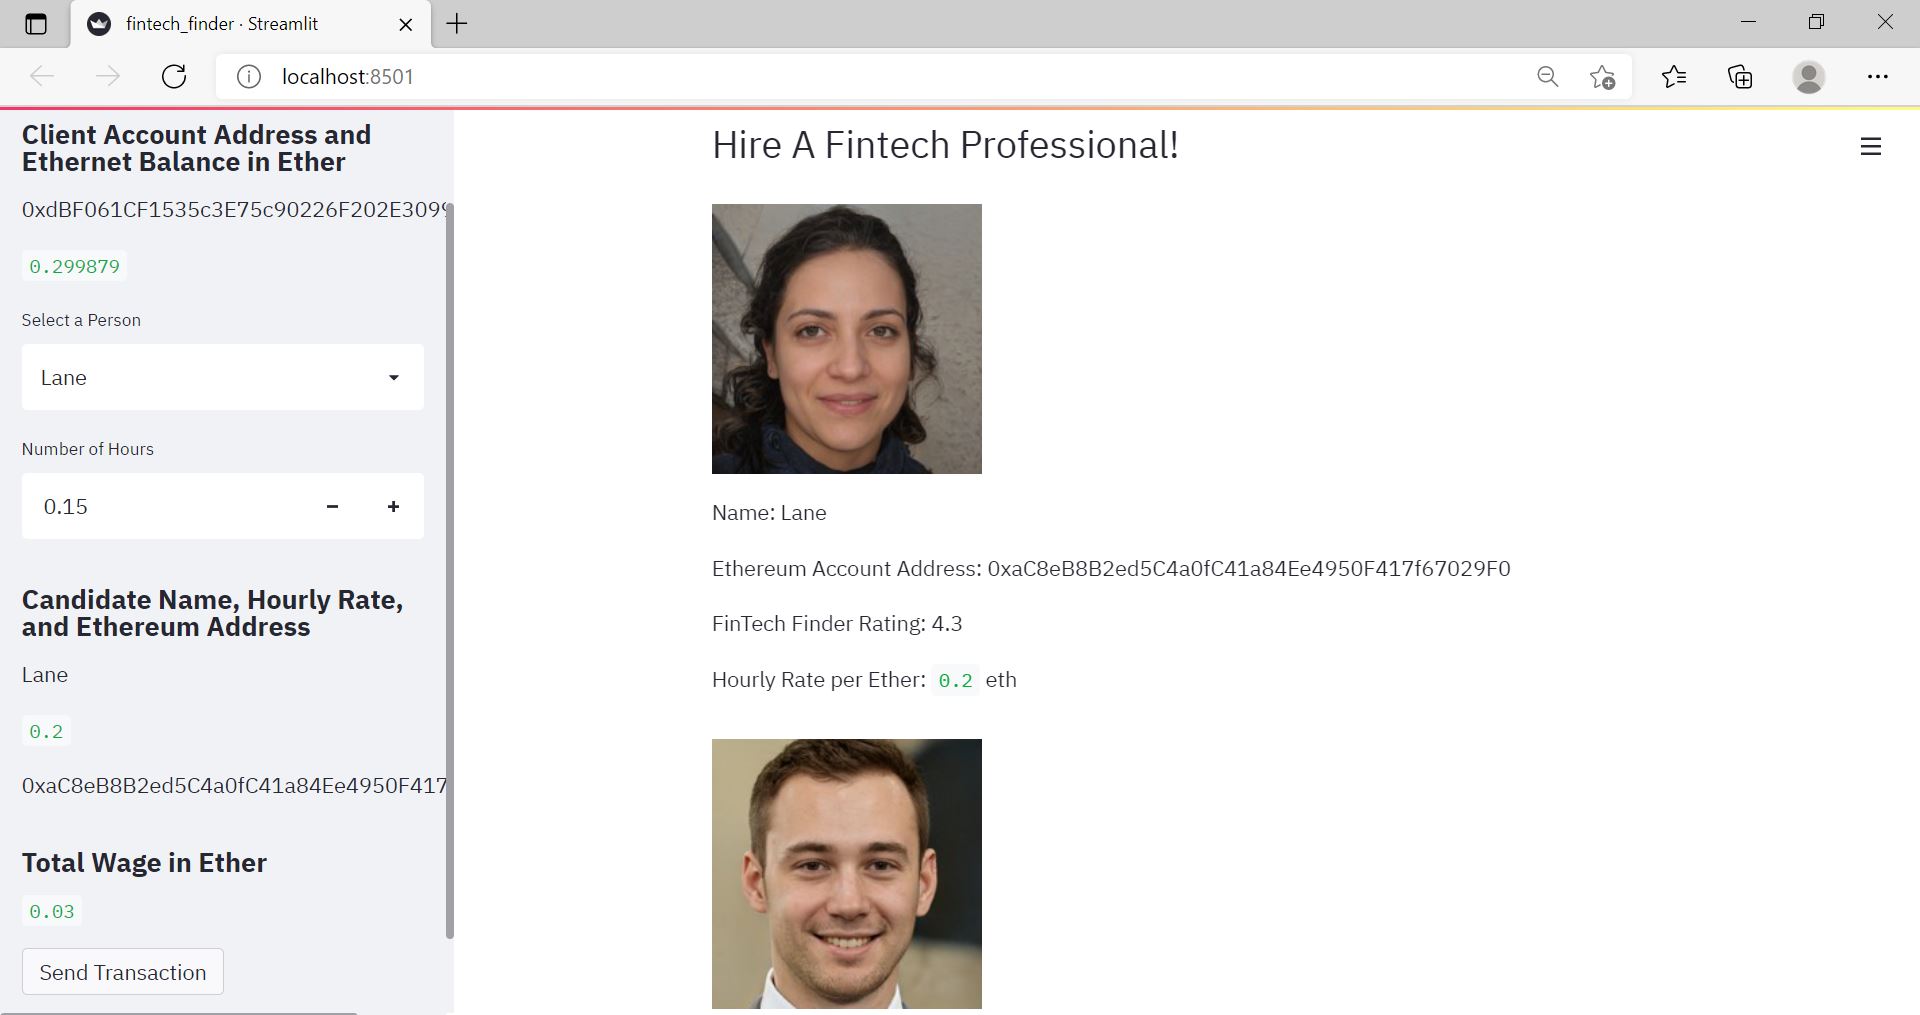 fintech_finder · Streamlit
localhost:8501
Client Account Address and
Ethernet Balance in Ether
0xdBF061CF1535c3E75c90226F202E309
0.299879
Select a Person
Lane
Number of Hours
0.15
Candidate Name, Hourly Rate,
and Ethereum Address
Lane
0.2
0xaC8eB8B2ed5C4a0fC41a84Ee4950F417
Total Wage in Ether
0.03
Send Transaction
Hire A Fintech Professional!
Name: Lane
Ethereum Account Address: 0xaC8eB8B2ed5C4a0fC41a84Ee4950F417f67029F0
FinTech Finder Rating: 4.3
Hourly Rate per Ether: 0.2 eth